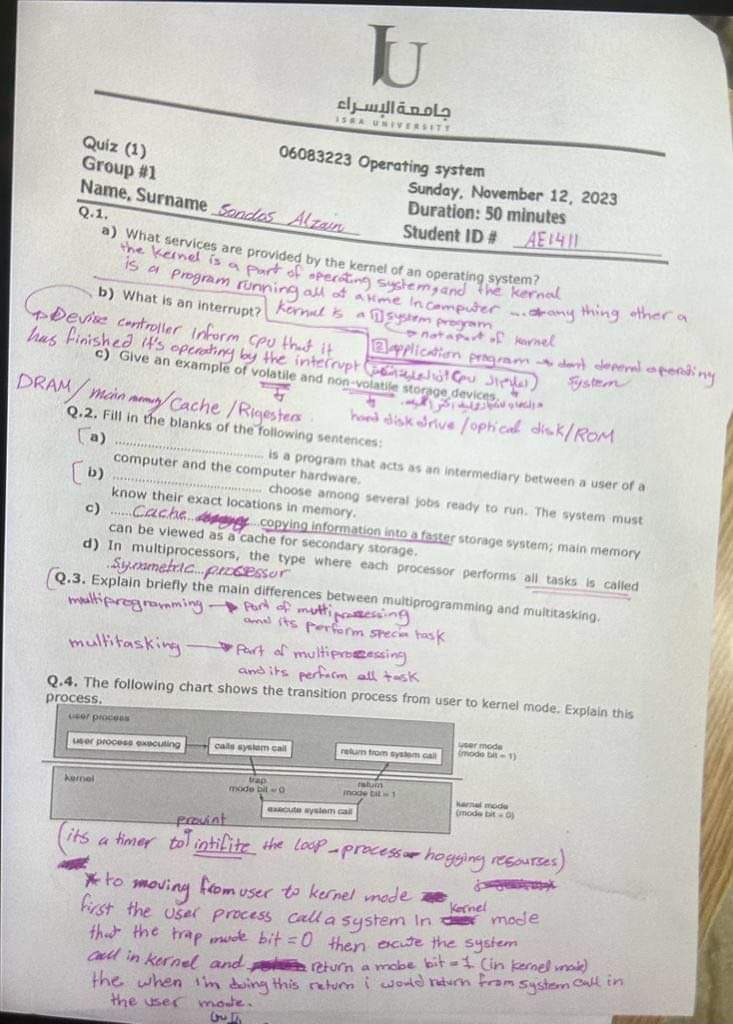 IU
جامعة الإسراء
ISRA UNIVERSITY
Quiz (1)
06083223 Operating system
Group #1
Sunday, November 12, 2023
Name, Surname Sondos Alzain
Duration: 50 minutes
Student ID # AE1411
Q.1.
a) What services are provided by the kernel of an operating system?
the kernel is a part of operating system, and the kernal
is a program running all at a time in computer ... any thing other a
b) What is an interrupt?
kernal is a 1 system program
not a part of kernal
Devise controller inform CPU that it
2 application program dont depend operding
has finished it's operating by the interrupt
system
c) Give an example of volatile and non-volatile storage devices.
DRAM / main memory / Cache / Rigesters.
hard disk drive / optical disk / ROM
Q.2. Fill in the blanks of the following sentences:
a) ........................................ is a program that acts as an intermediary between a user of a
computer and the computer hardware.
b) ........................................ choose among several jobs ready to run. The system must
know their exact locations in memory.
c) ......Cache...... copying information into a faster storage system; main memory
can be viewed as a cache for secondary storage.
d) In multiprocessors, the type where each processor performs all tasks is called
.Symmetric...processor
Q.3. Explain briefly the main differences between multiprogramming and multitasking.
multiprogramming → Part of multiprocessing
and its perform specia task
multitasking → Part of multiprocessing
and its perform all task
Q.4. The following chart shows the transition process from user to kernel mode. Explain this
process.
user process
user process executing
calls system call
return from system call
user mode
(mode bit = 1)
kernel
trap
mode bit = 0
return
mode bit = 1
execute system call
kernel mode
(mode bit = 0)
provint
(its a timer to intifite the loop - process hogging resourses)
* to moving from user to kernel mode
first the user process call a system in kernel mode
that the trap mode bit = 0 then excute the system
call in kernel and return a mobe bit = 1 (in kernel mode)
the when I'm doing this return i would return from system call in
the user mode.